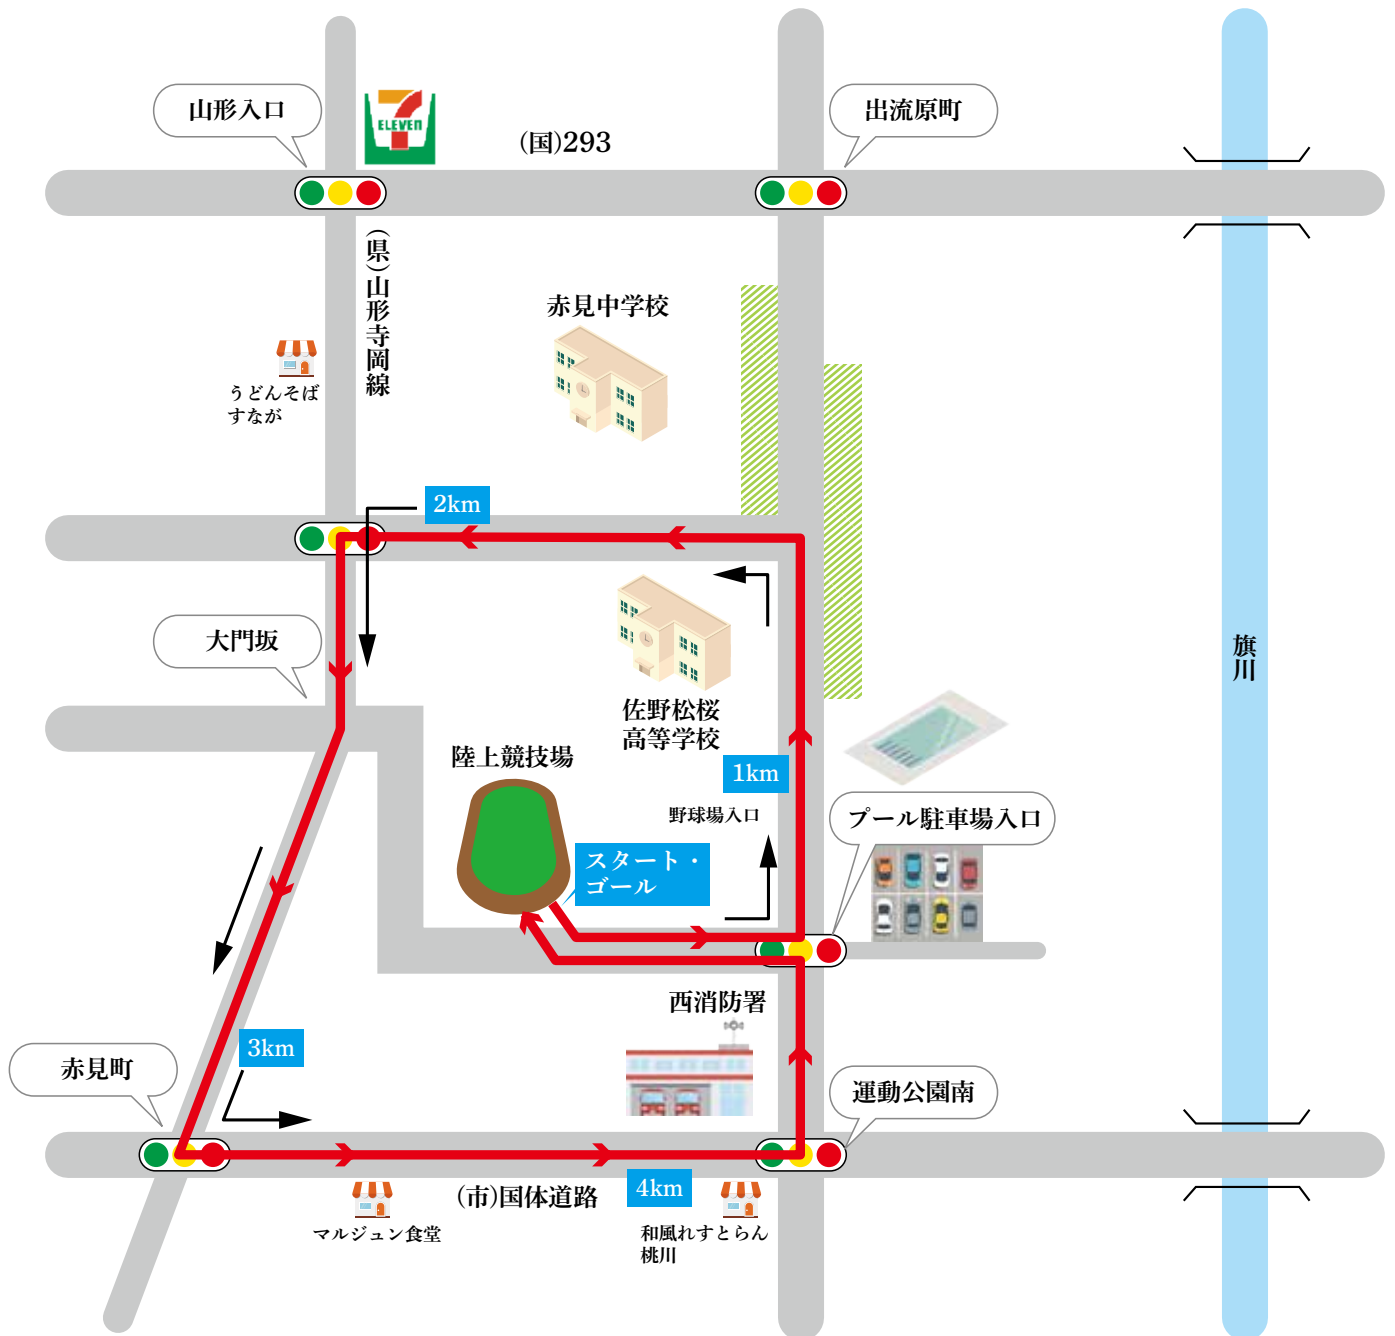 山形入口
ELEVEN
(国)293
出流原町
(県)山形寺岡線
赤見中学校
うどんそば
すなが
2km
大門坂
佐野松桜
高等学校
旗川
陸上競技場
1km
野球場入口
プール駐車場入口
スタート・
ゴール
西消防署
3km
赤見町
運動公園南
(市)国体道路
4km
マルジュン食堂
和風れすとらん
桃川